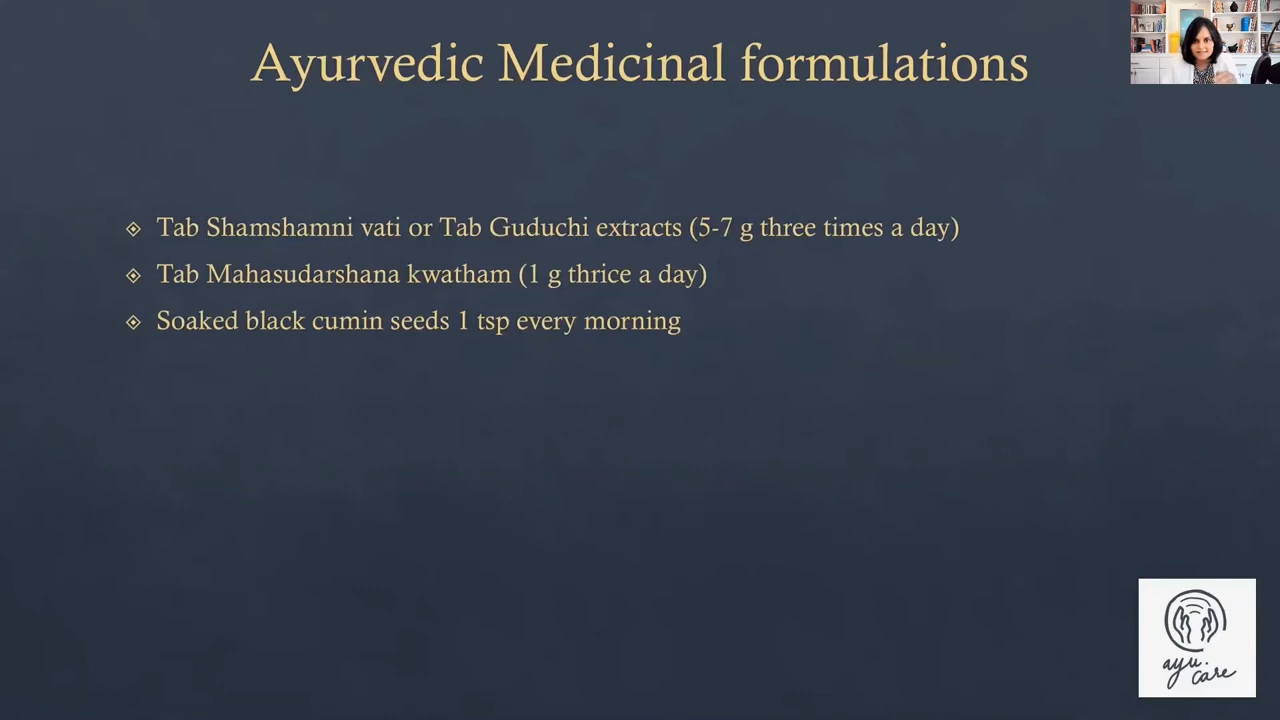 Ayurvedic Medicinal formulations
Tab Shamshamni vati or Tab Guduchi extracts (5-7 g three times a day)
Tab Mahasudarshana kwatham (1 g thrice a day)
Soaked black cumin seeds 1 tsp every morning
ayu.
care